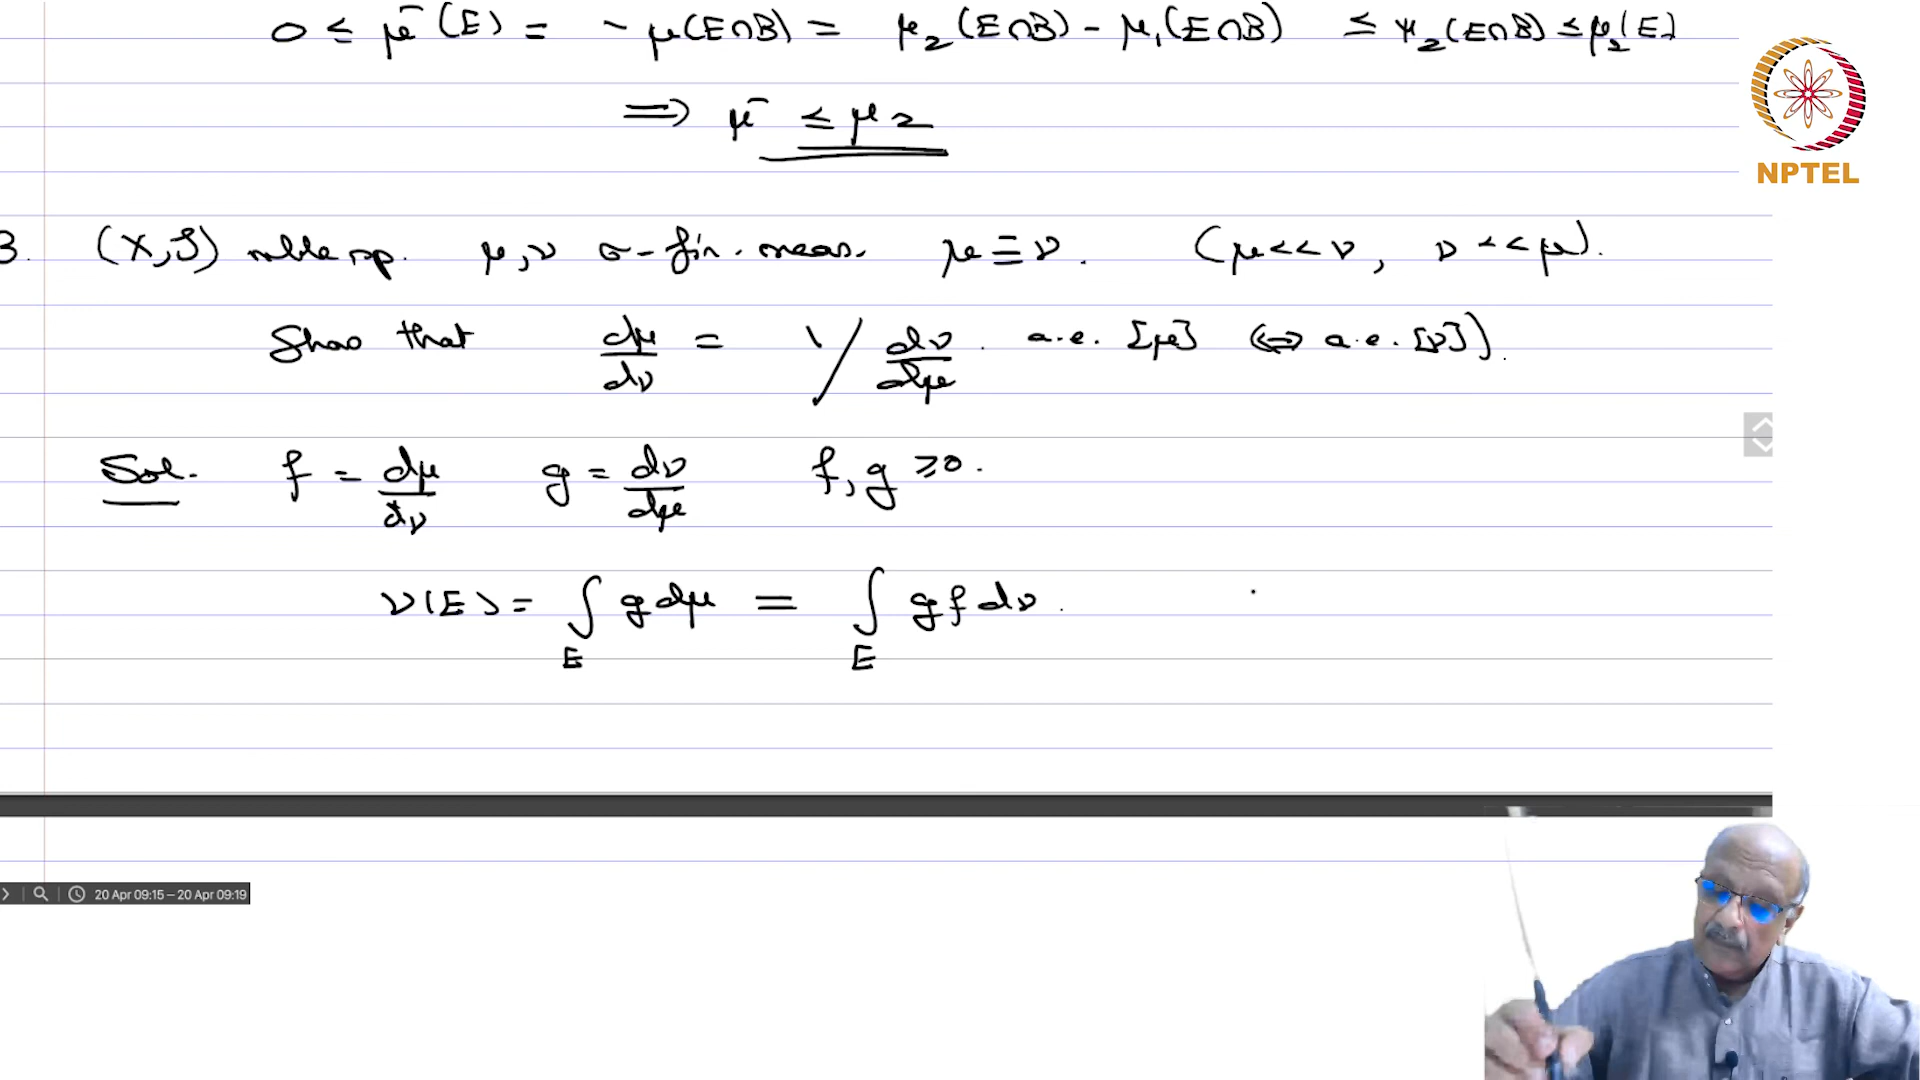 0 ≤ μ⁻(E) = -μ(E∩B) = μ₂(E∩B) - μ₁(E∩B) ≤ μ₂(E∩B) ≤ μ₂(E)
⇒ μ⁻ ≤ μ₂
NPTEL
3. (X,S) mble sp. μ,ν σ-fin. meas. μ≡ν. (μ<<ν, ν<<μ).
Show that dμ/dν = 1/(dν/dμ). a.e. [μ] (⇔ a.e. [ν]).
Sol. f = dμ/dν g = dν/dμ f, g ≥0.
ν(E) = ∫_E g dμ = ∫_E g f dν.
20 Apr 09:15 – 20 Apr 09:19